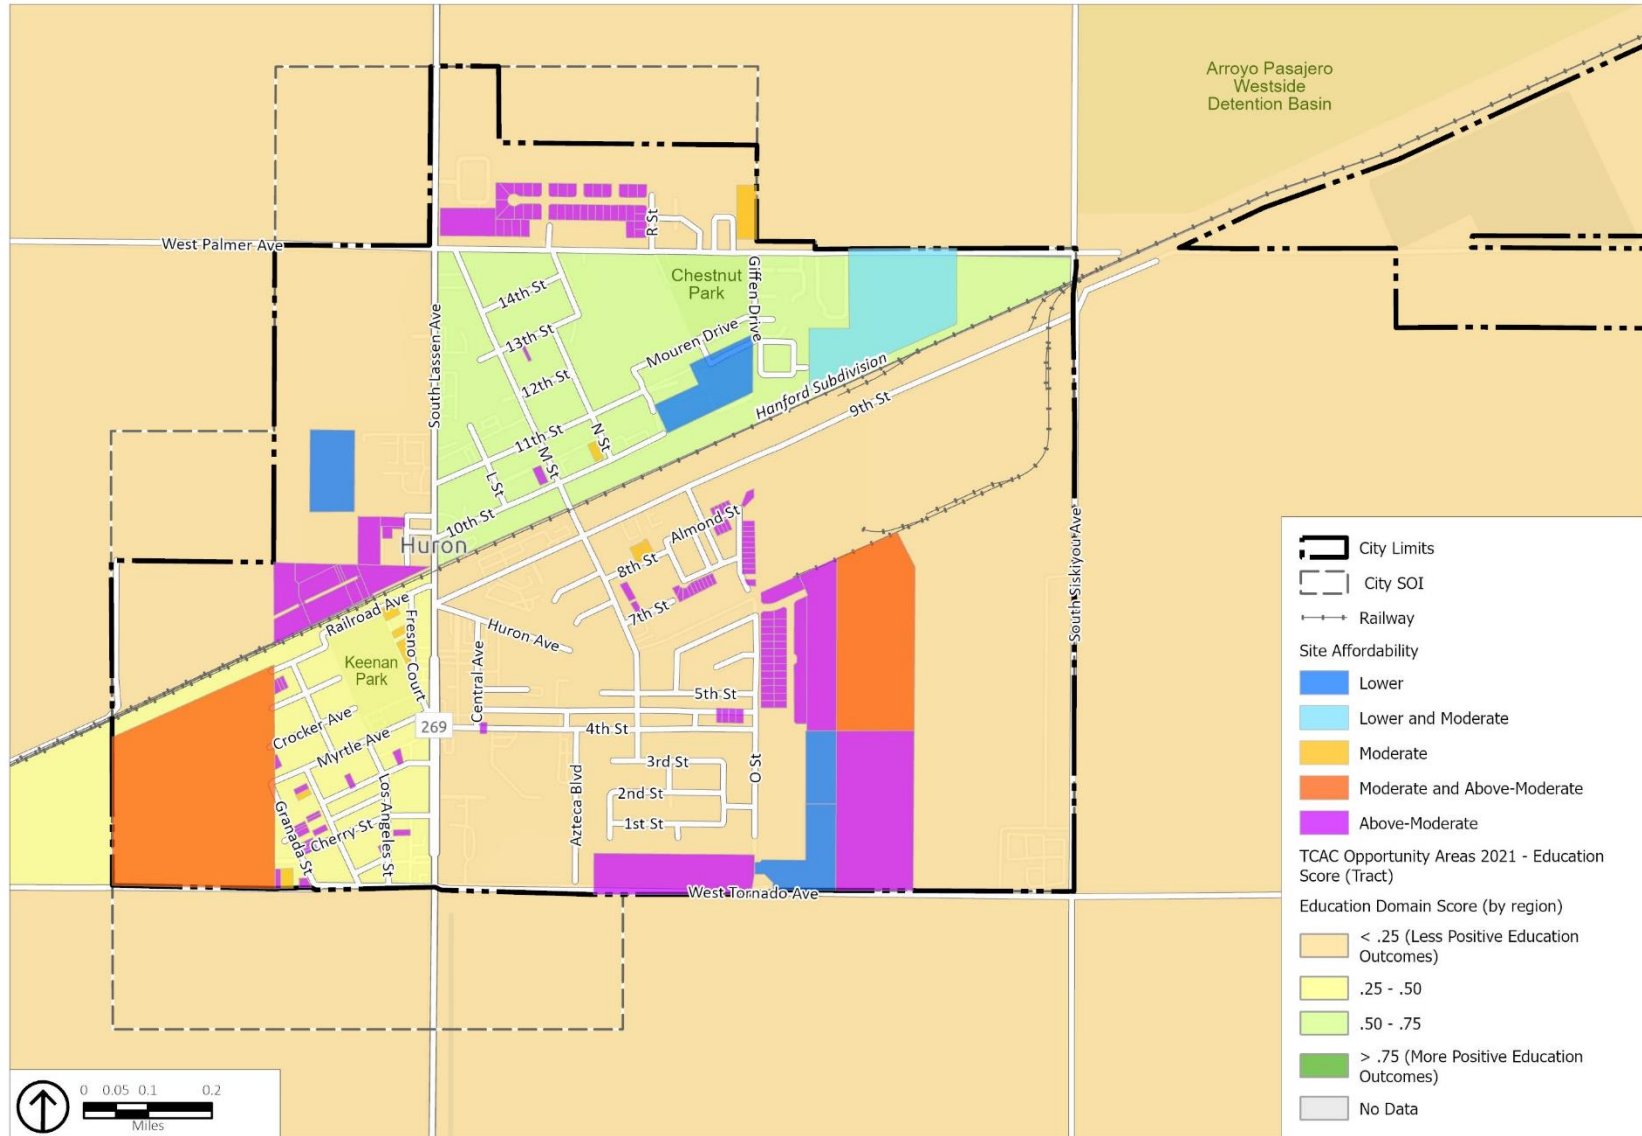 Arroyo Pasajero
Westside
Detention Basin
West Palmer Ave
R St
Chestnut
Park
Giffen Drive
14th St
13th St
12th St
Mouren Drive
South Lassen Ave
Hanford Subdivision
9th St
11th St
N St
M St
L St
10th St
Huron
Almond St
8th St
7th St
Railroad Ave
Fresno Court
Huron Ave
Central Ave
Keenan
Park
South Siskiyou Ave
5th St
269
4th St
Crocker Ave
Myrtle Ave
3rd St
O St
2nd St
Azteca Blvd
1st St
Los Angeles St
Granada St
Cherry St
West Tornado Ave
City Limits
City SOI
Railway
Site Affordability
Lower
Lower and Moderate
Moderate
Moderate and Above-Moderate
Above-Moderate
TCAC Opportunity Areas 2021 - Education
Score (Tract)
Education Domain Score (by region)
< .25 (Less Positive Education
Outcomes)
.25 - .50
.50 - .75
> .75 (More Positive Education
Outcomes)
No Data
0 0.05 0.1 0.2
Miles